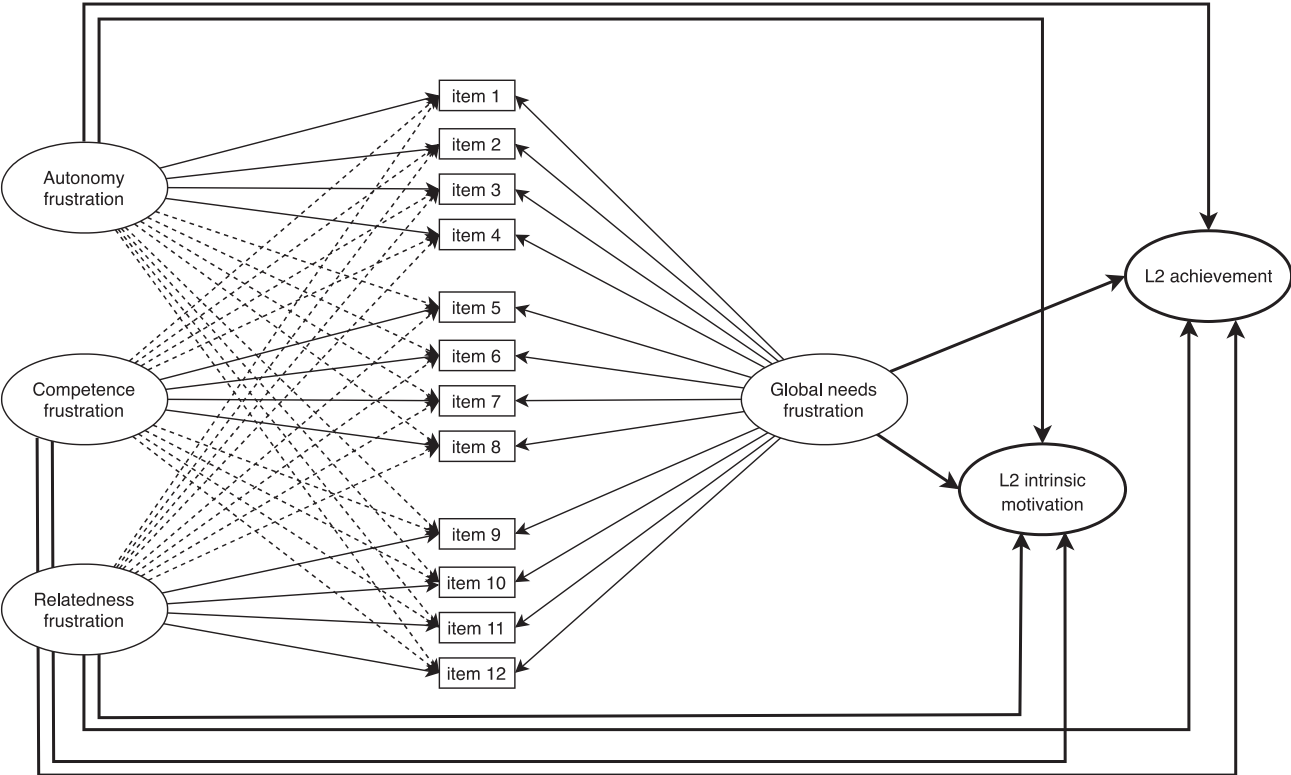 Autonomy
frustration
Competence
frustration
Relatedness
frustration
item 1
item 2
item 3
item 4
item 5
item 6
item 7
item 8
item 9
item 10
item 11
item 12
Global needs
frustration
L2 achievement
L2 intrinsic
motivation